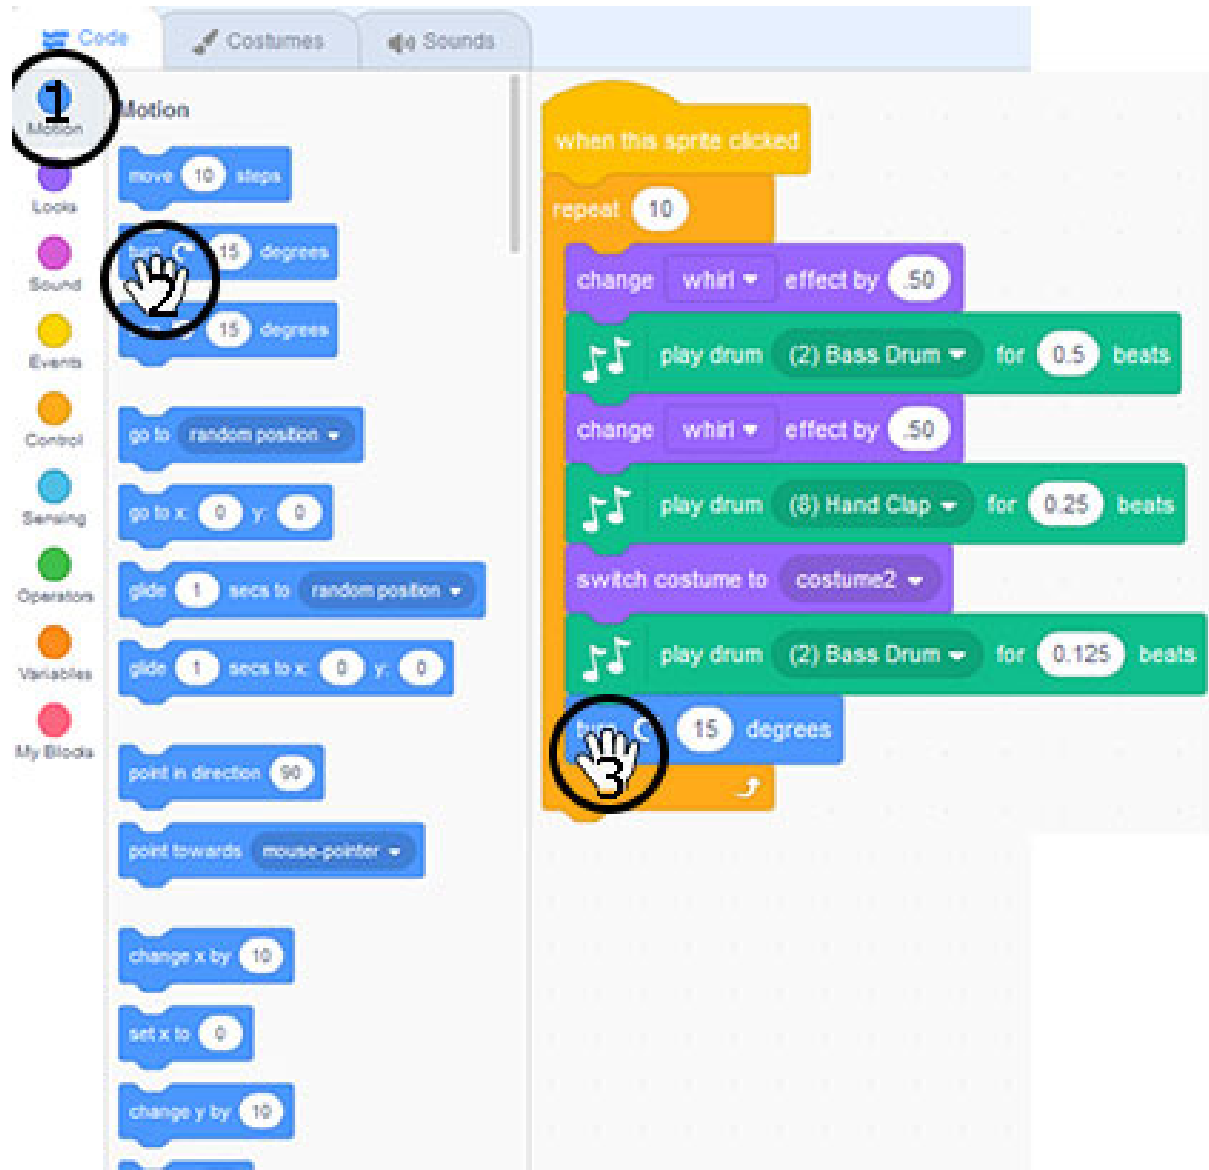 Code
Costumes
Sounds
1
Motion
Looks
Sound
Events
Control
Sensing
Operators
Variables
My Blocks
Motion
move 10 steps
turn 15 degrees
2
15 degrees
go to random position
go to x: 0 y: 0
glide 1 secs to random position
glide 1 secs to x: 0 y: 0
point in direction 90
point towards mouse-pointer
change x by 10
set x to 0
change y by 10
when this sprite clicked
repeat 10
change whirl effect by .50
play drum (2) Bass Drum for 0.5 beats
change whirl effect by .50
play drum (8) Hand Clap for 0.25 beats
switch costume to costume2
play drum (2) Bass Drum for 0.125 beats
turn 15 degrees
3